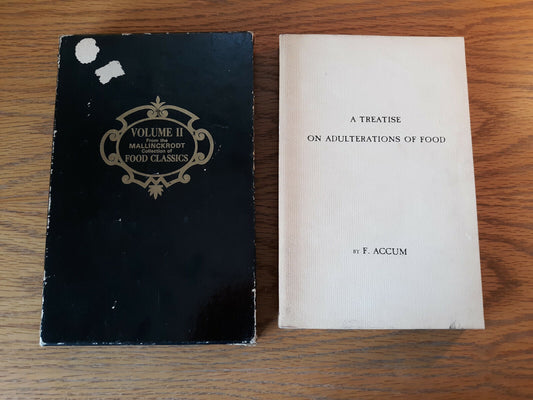 VOLUME II
From the
MALLINCKRODT
Collection of
FOOD CLASSICS
A TREATISE
ON ADULTERATIONS OF FOOD
BY F. ACCUM